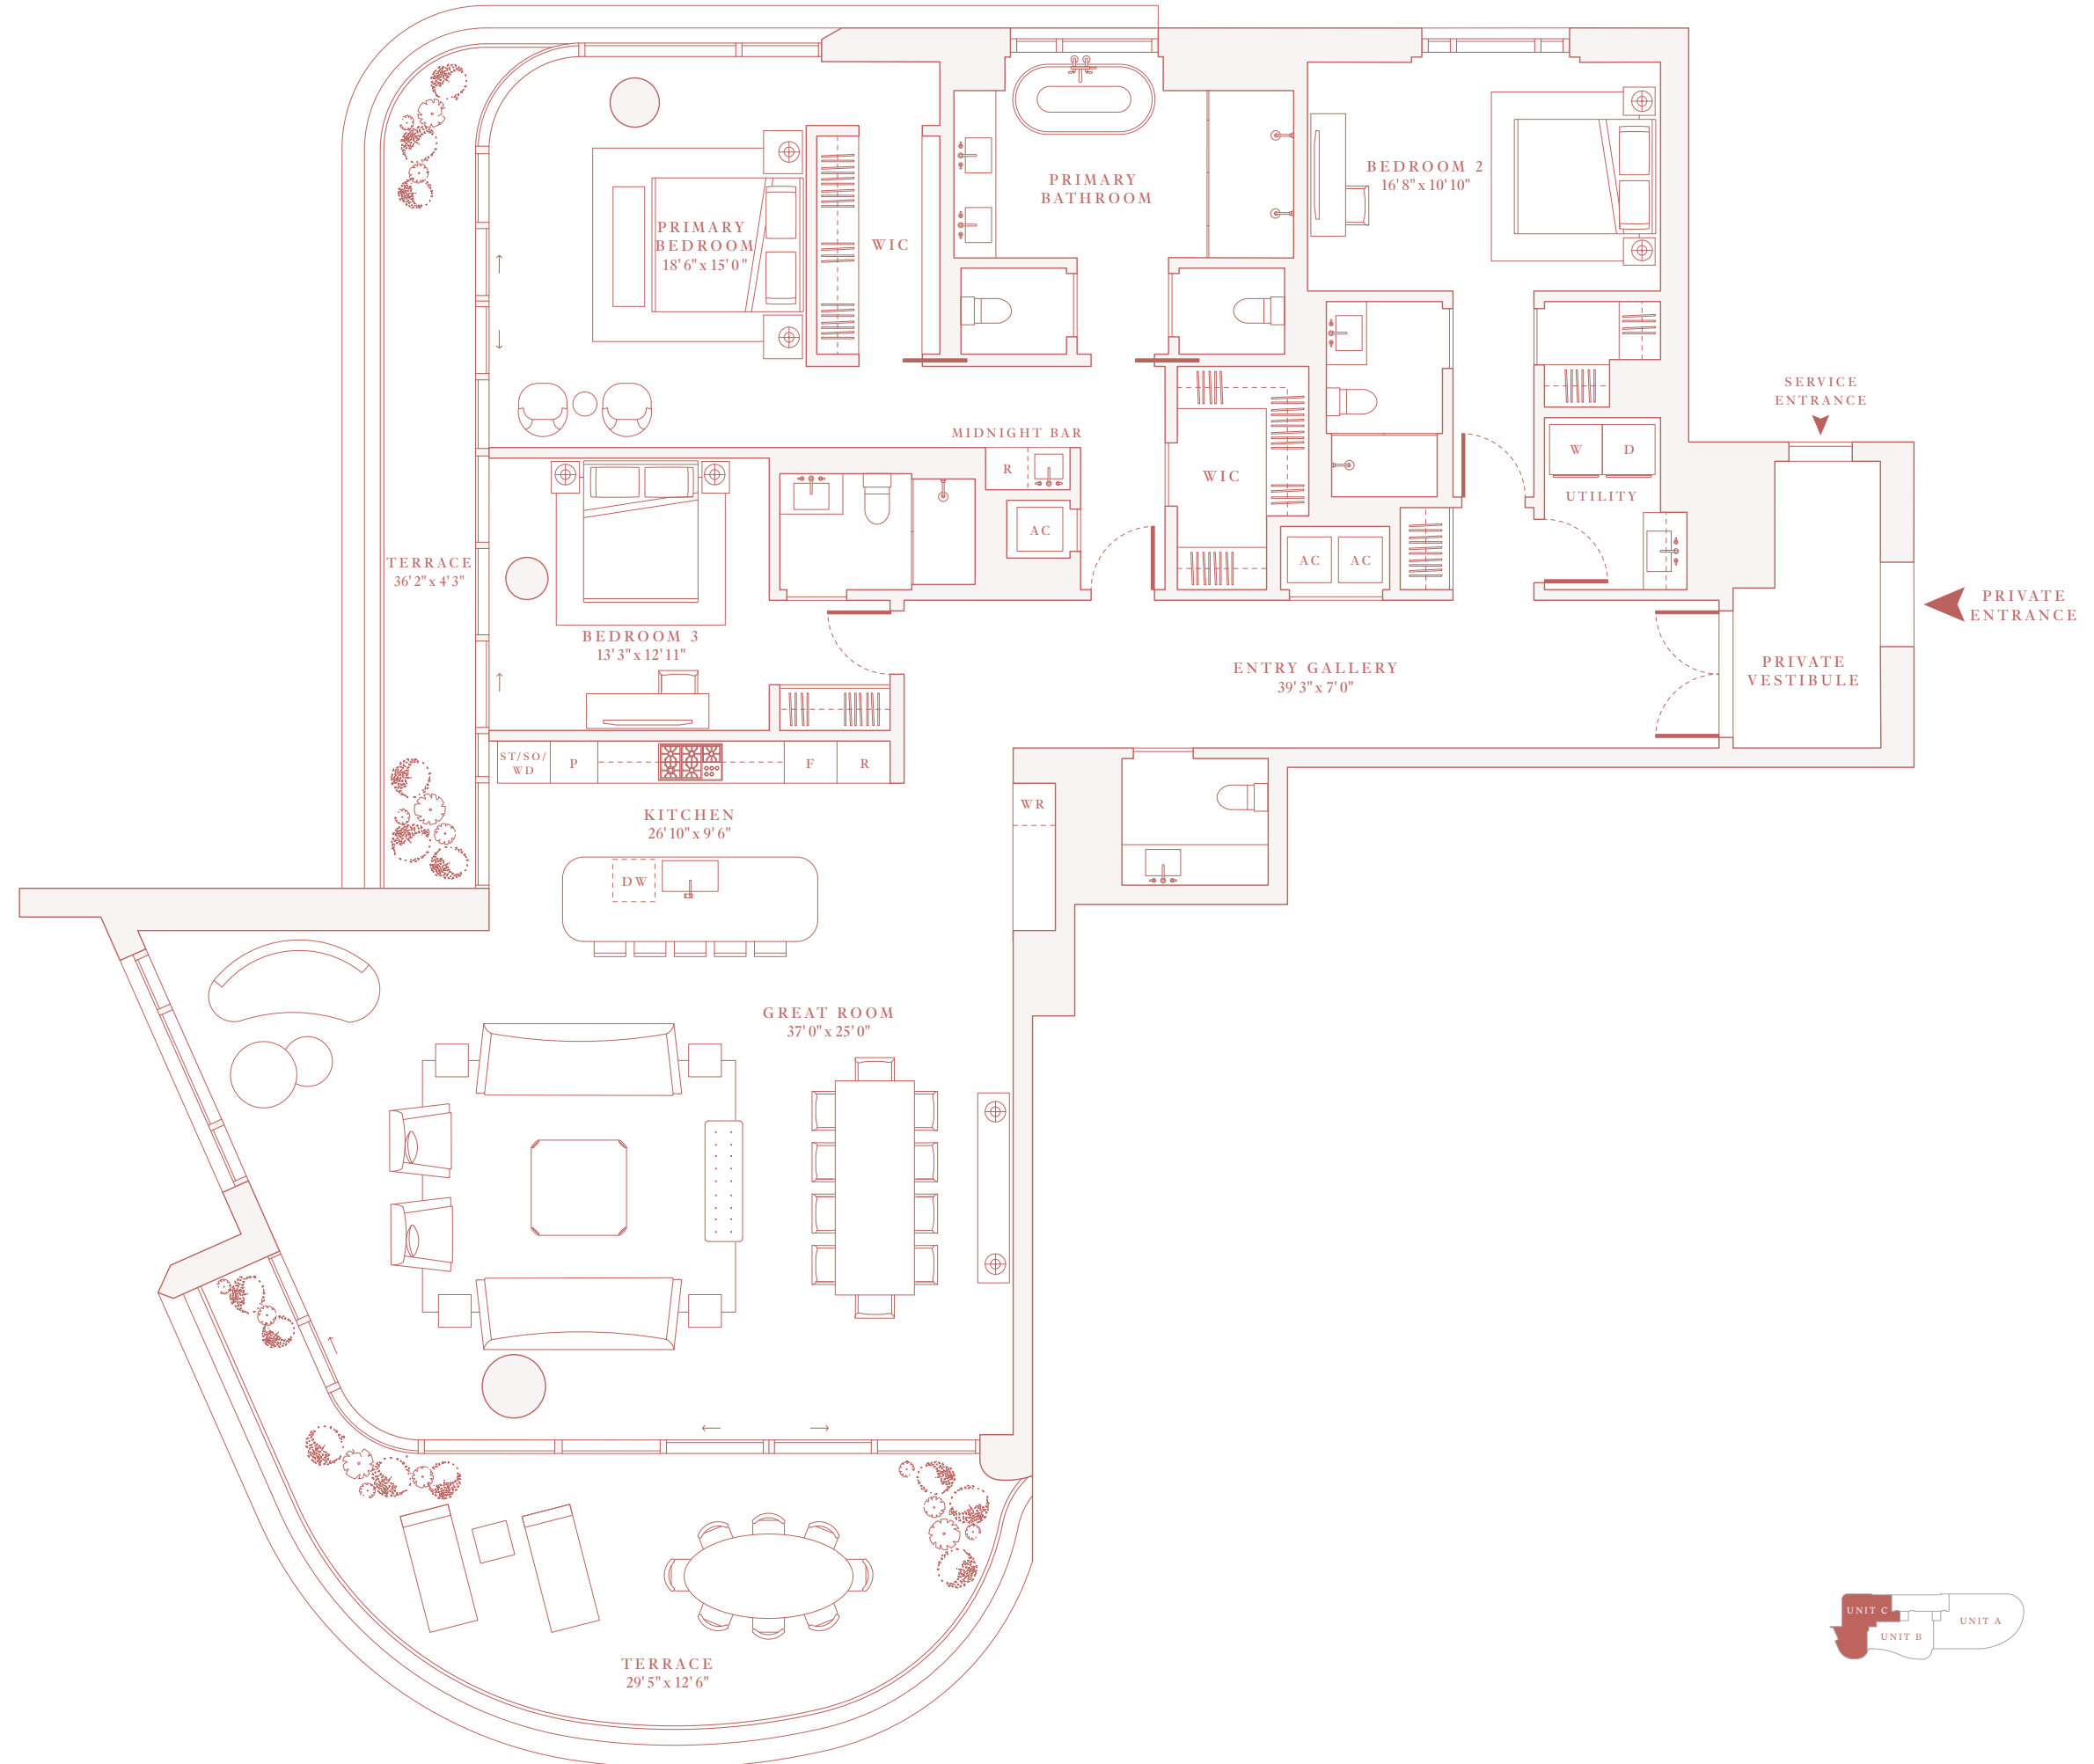 PRIMARY
BEDROOM
18'6" x 15'0"
WIC
PRIMARY
BATHROOM
BEDROOM 2
16'8" x 10'10"
SERVICE
ENTRANCE
MIDNIGHT BAR
R
AC
WIC
AC
AC
W
D
UTILITY
TERRACE
36'2" x 4'3"
BEDROOM 3
13'3" x 12'11"
PRIVATE
ENTRANCE
ENTRY GALLERY
39'3" x 7'0"
PRIVATE
VESTIBULE
ST/SO/
WD
P
F
R
KITCHEN
26'10" x 9'6"
WR
DW
GREAT ROOM
37'0" x 25'0"
TERRACE
29'5" x 12'6"
UNIT C
UNIT B
UNIT A